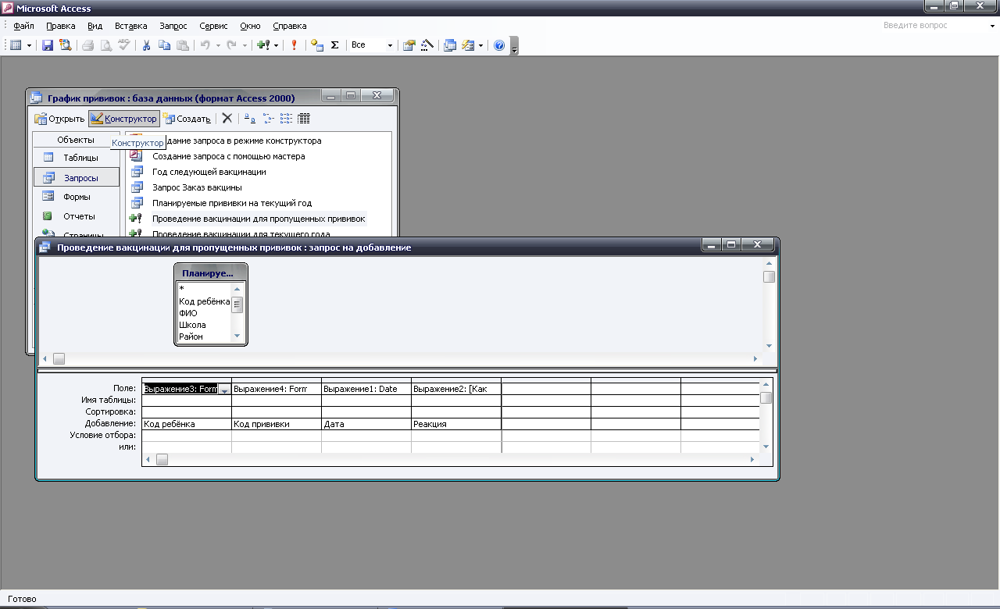 Microsoft Access
Файл Правка Вид Вставка Запрос Сервис Окно Справка Введите вопрос
Все
График прививок : база данных (формат Access 2000)
Открыть Конструктор Создать
Объекты
Таблицы
Запросы
Формы
Отчеты
Страницы
Конструктор
дание запроса в режиме конструктора
Создание запроса с помощью мастера
Год следующей вакцинации
Запрос Заказ вакцины
Планируемые прививки на текущий год
Проведение вакцинации для пропущенных прививок
Проведение вакцинации для текущего года
Проведение вакцинации для пропущенных прививок : запрос на добавление
Планируе...
*
Код ребёнка
ФИО
Школа
Район
Поле: Выражение3: Form Выражение4: Form Выражение1: Date Выражение2: [Как
Имя таблицы:
Сортировка:
Добавление: Код ребёнка Код прививки Дата Реакция
Условие отбора:
или:
Готово